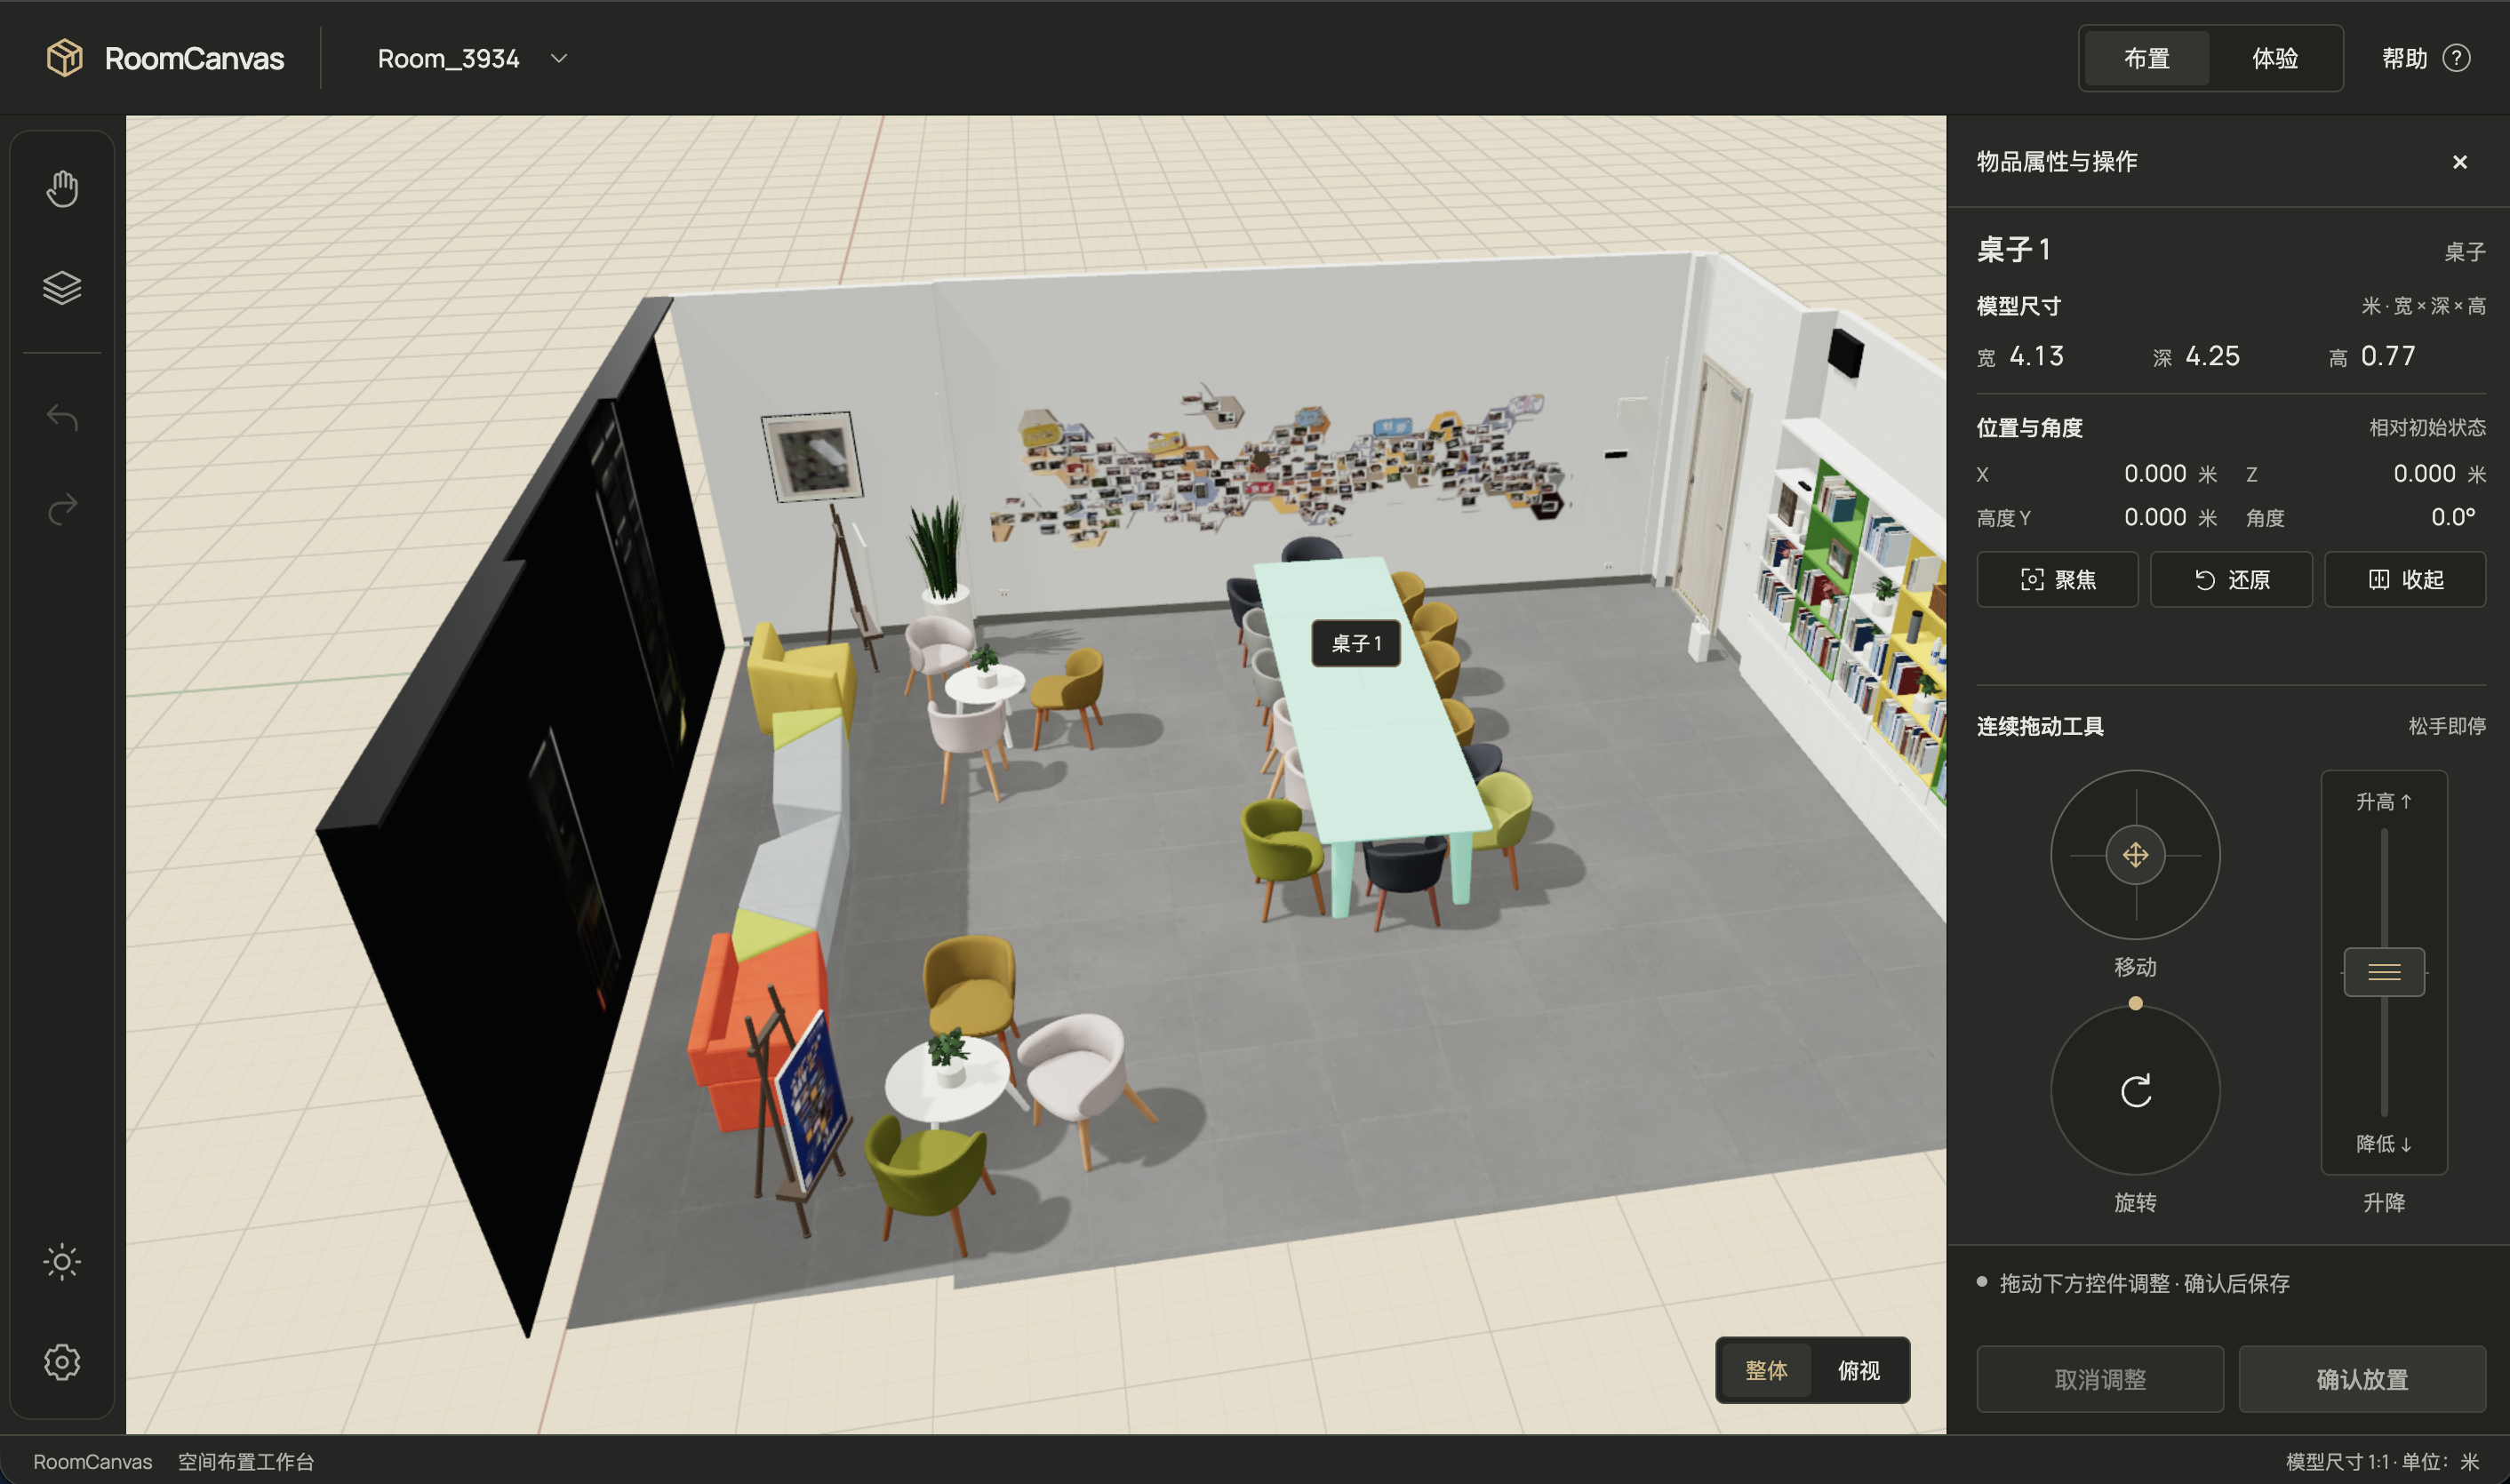 RoomCanvas
Room_3934
布置
体验
帮助 ?
物品属性与操作
桌子 1
桌子
模型尺寸
米 · 宽 × 深 × 高
宽 4.13
深 4.25
高 0.77
位置与角度
相对初始状态
X 0.000 米
Z 0.000 米
高度 Y 0.000 米
角度 0.0°
聚焦
还原
收起
桌子 1
连续拖动工具
松手即停
升高 ↑
移动
降低 ↓
旋转
升降
拖动下方控件调整 · 确认后保存
整体
俯视
取消调整
确认放置
RoomCanvas 空间布置工作台
模型尺寸 1:1 · 单位：米